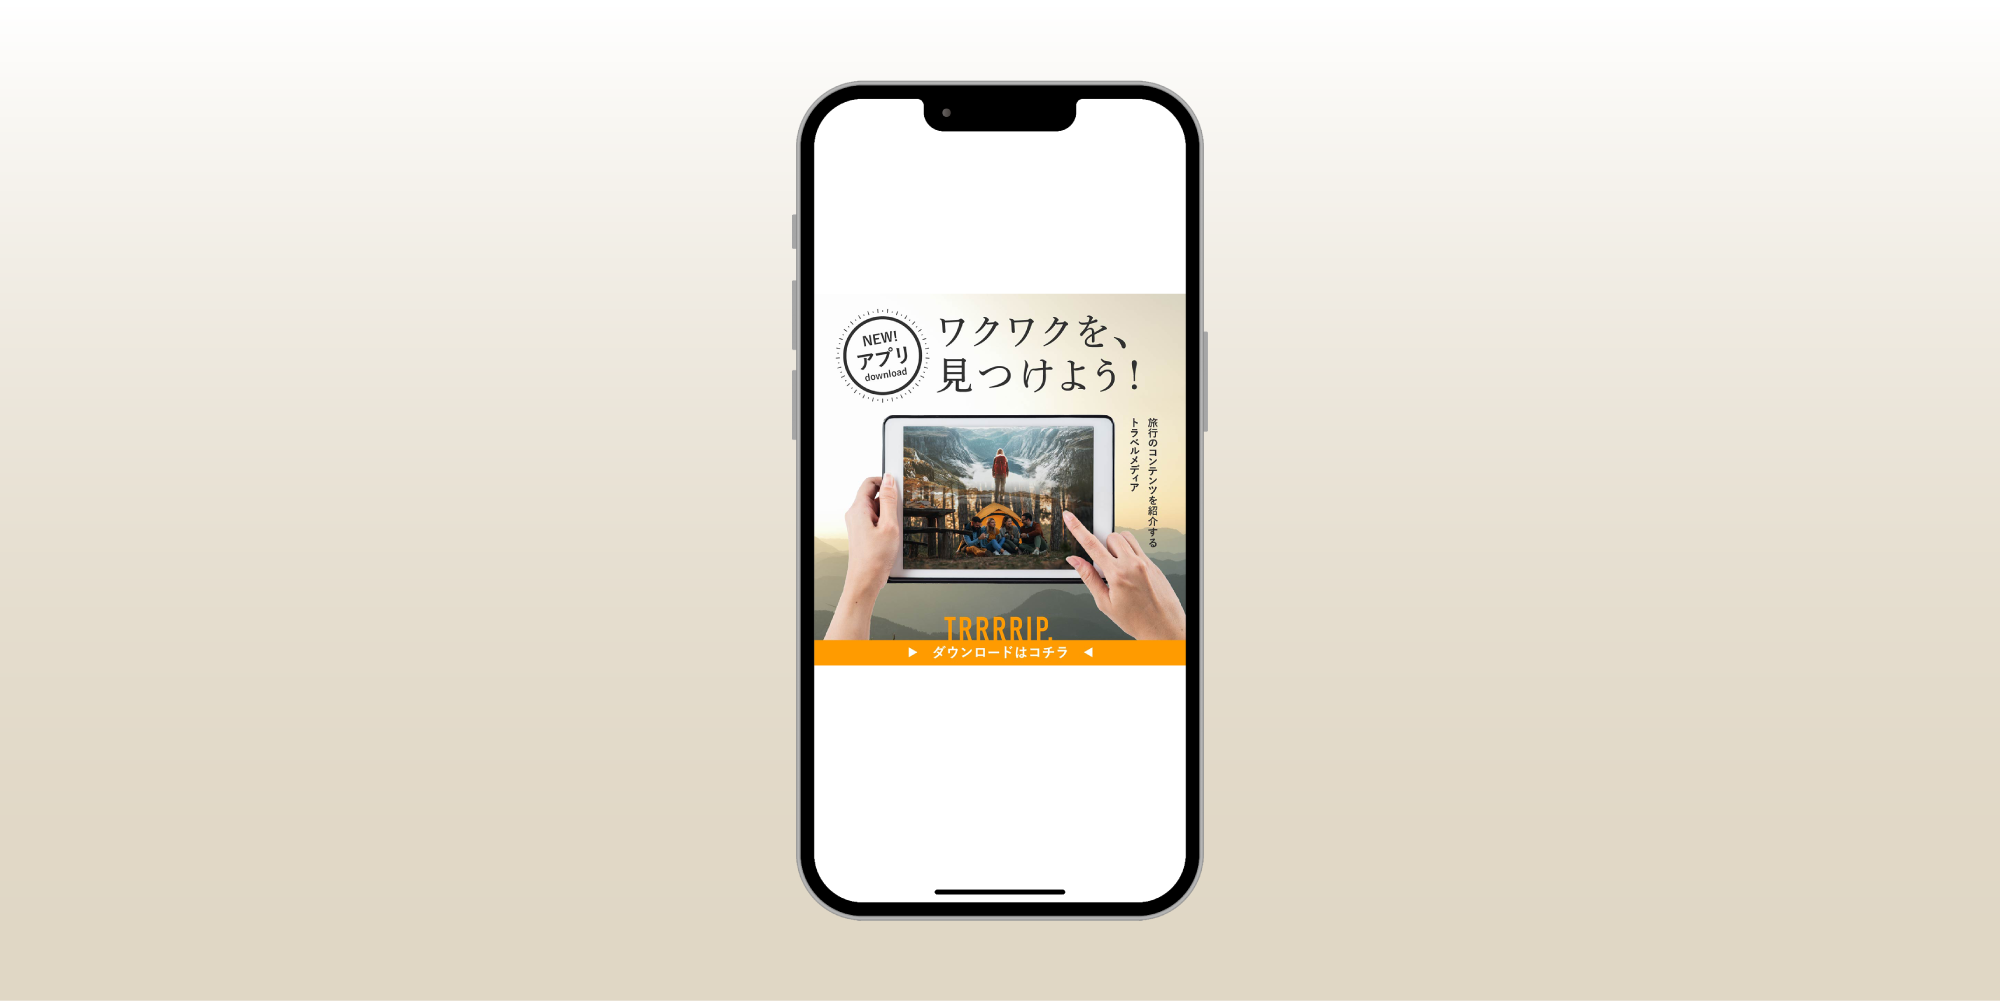 NEW!
アプリ
download
ワクワクを、
見つけよう!
旅行のコンテンツを紹介する
トラベルメディア
TRRRRIP.
▶ ダウンロードはコチラ ◀